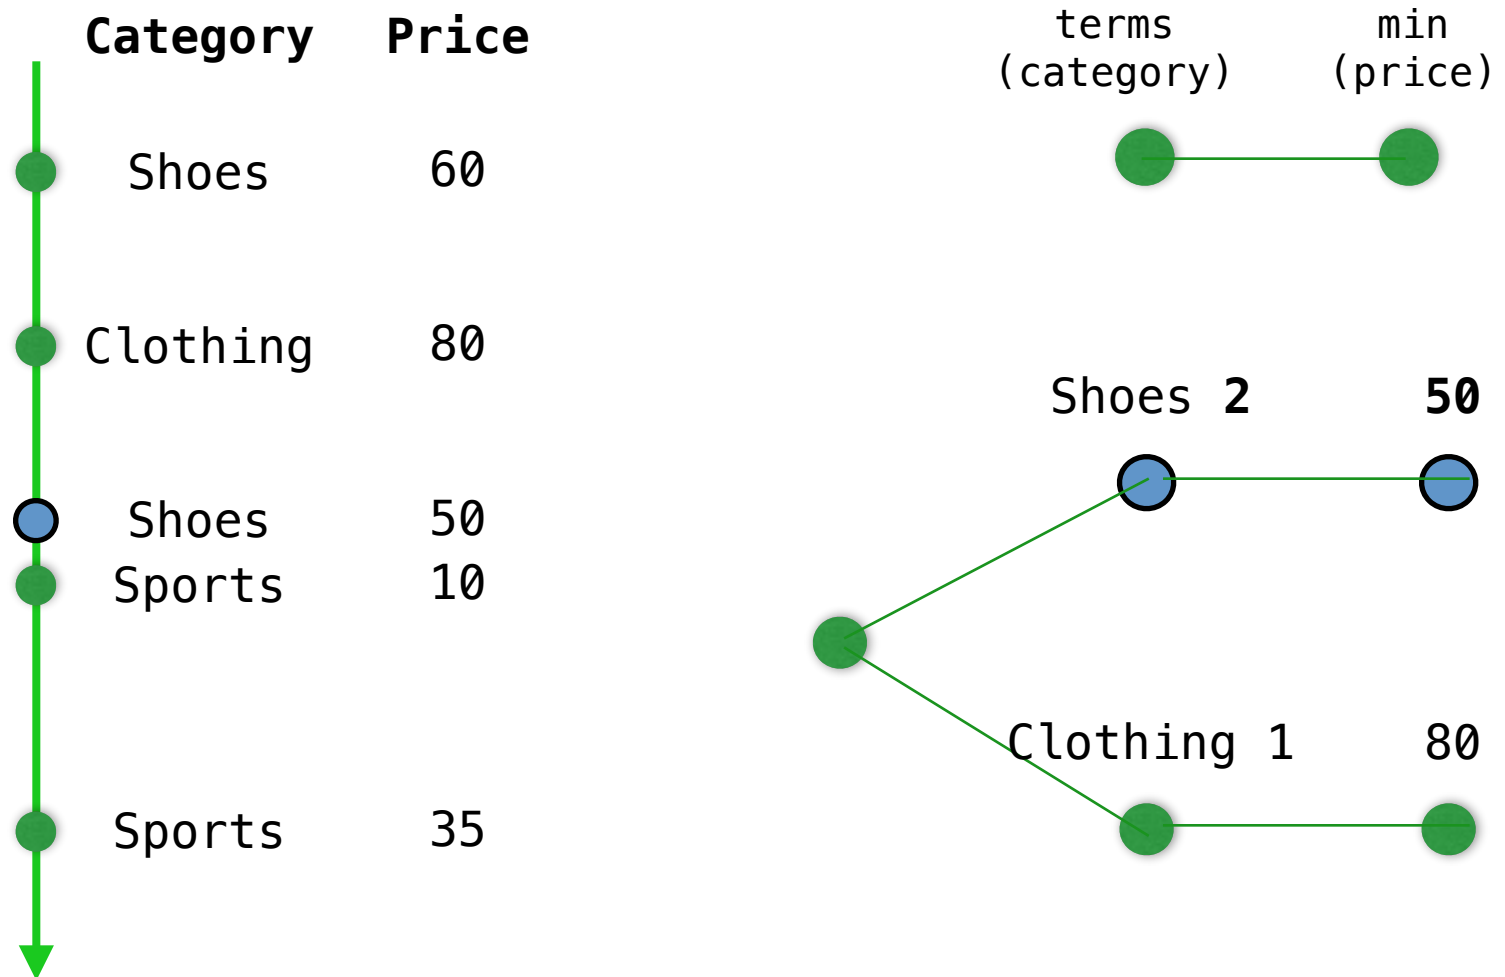 Category Price
Shoes 60
Clothing 80
Shoes 50
Sports 10
Sports 35
terms min
(category) (price)
Shoes 2 50
Clothing 1 80